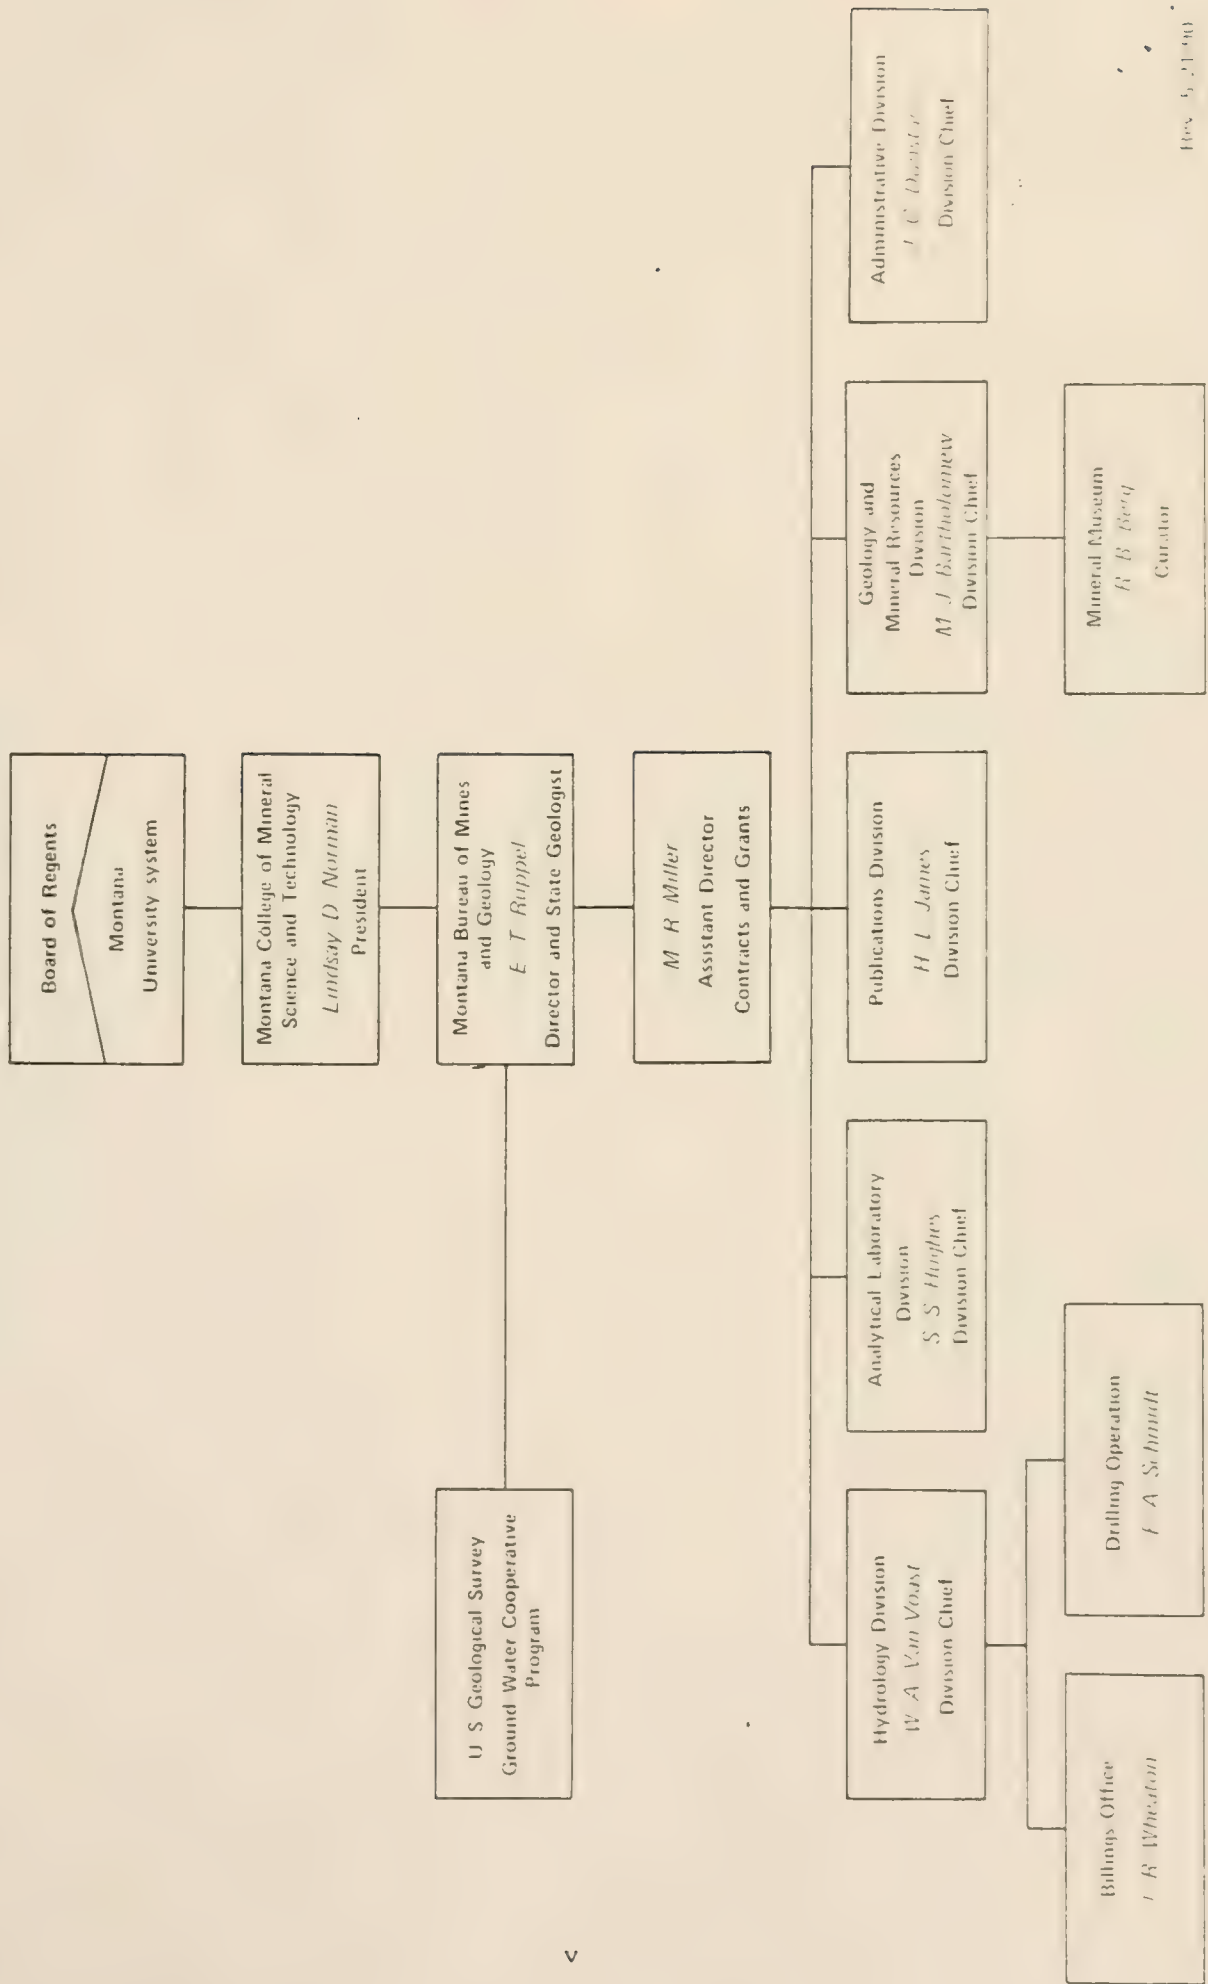 Board of Regents
Montana
University system
Montana College of Mineral
Science and Technology
Lindsay D Norman
President
Montana Bureau of Mines
and Geology
E T Ruppel
Director and State Geologist
U S Geological Survey
Ground Water Cooperative
Program
M R Miller
Assistant Director
Contracts and Grants
Hydrology Division
W A Van Voast
Division Chief
Analytical Laboratory
Division
S S Hughes
Division Chief
Publications Division
H L James
Division Chief
Geology and
Mineral Resources
Division
M J Bartholomew
Division Chief
Administrative Division
J C
Division Chief
Billings Office
R Wheaton
Drilling Operation
A Schmidt
Mineral Museum
R B Berg
Curator
Rev
v